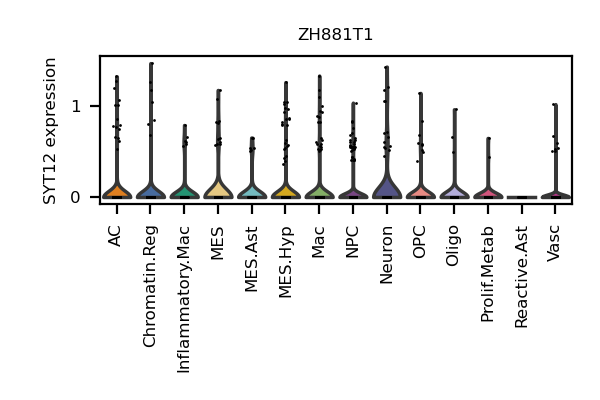 ZH881T1
SYT12 expression
1
0
AC
Chromatin.Reg
Inflammatory.Mac
MES
MES.Ast
MES.Hyp
Mac
NPC
Neuron
OPC
Oligo
Prolif.Metab
Reactive.Ast
Vasc